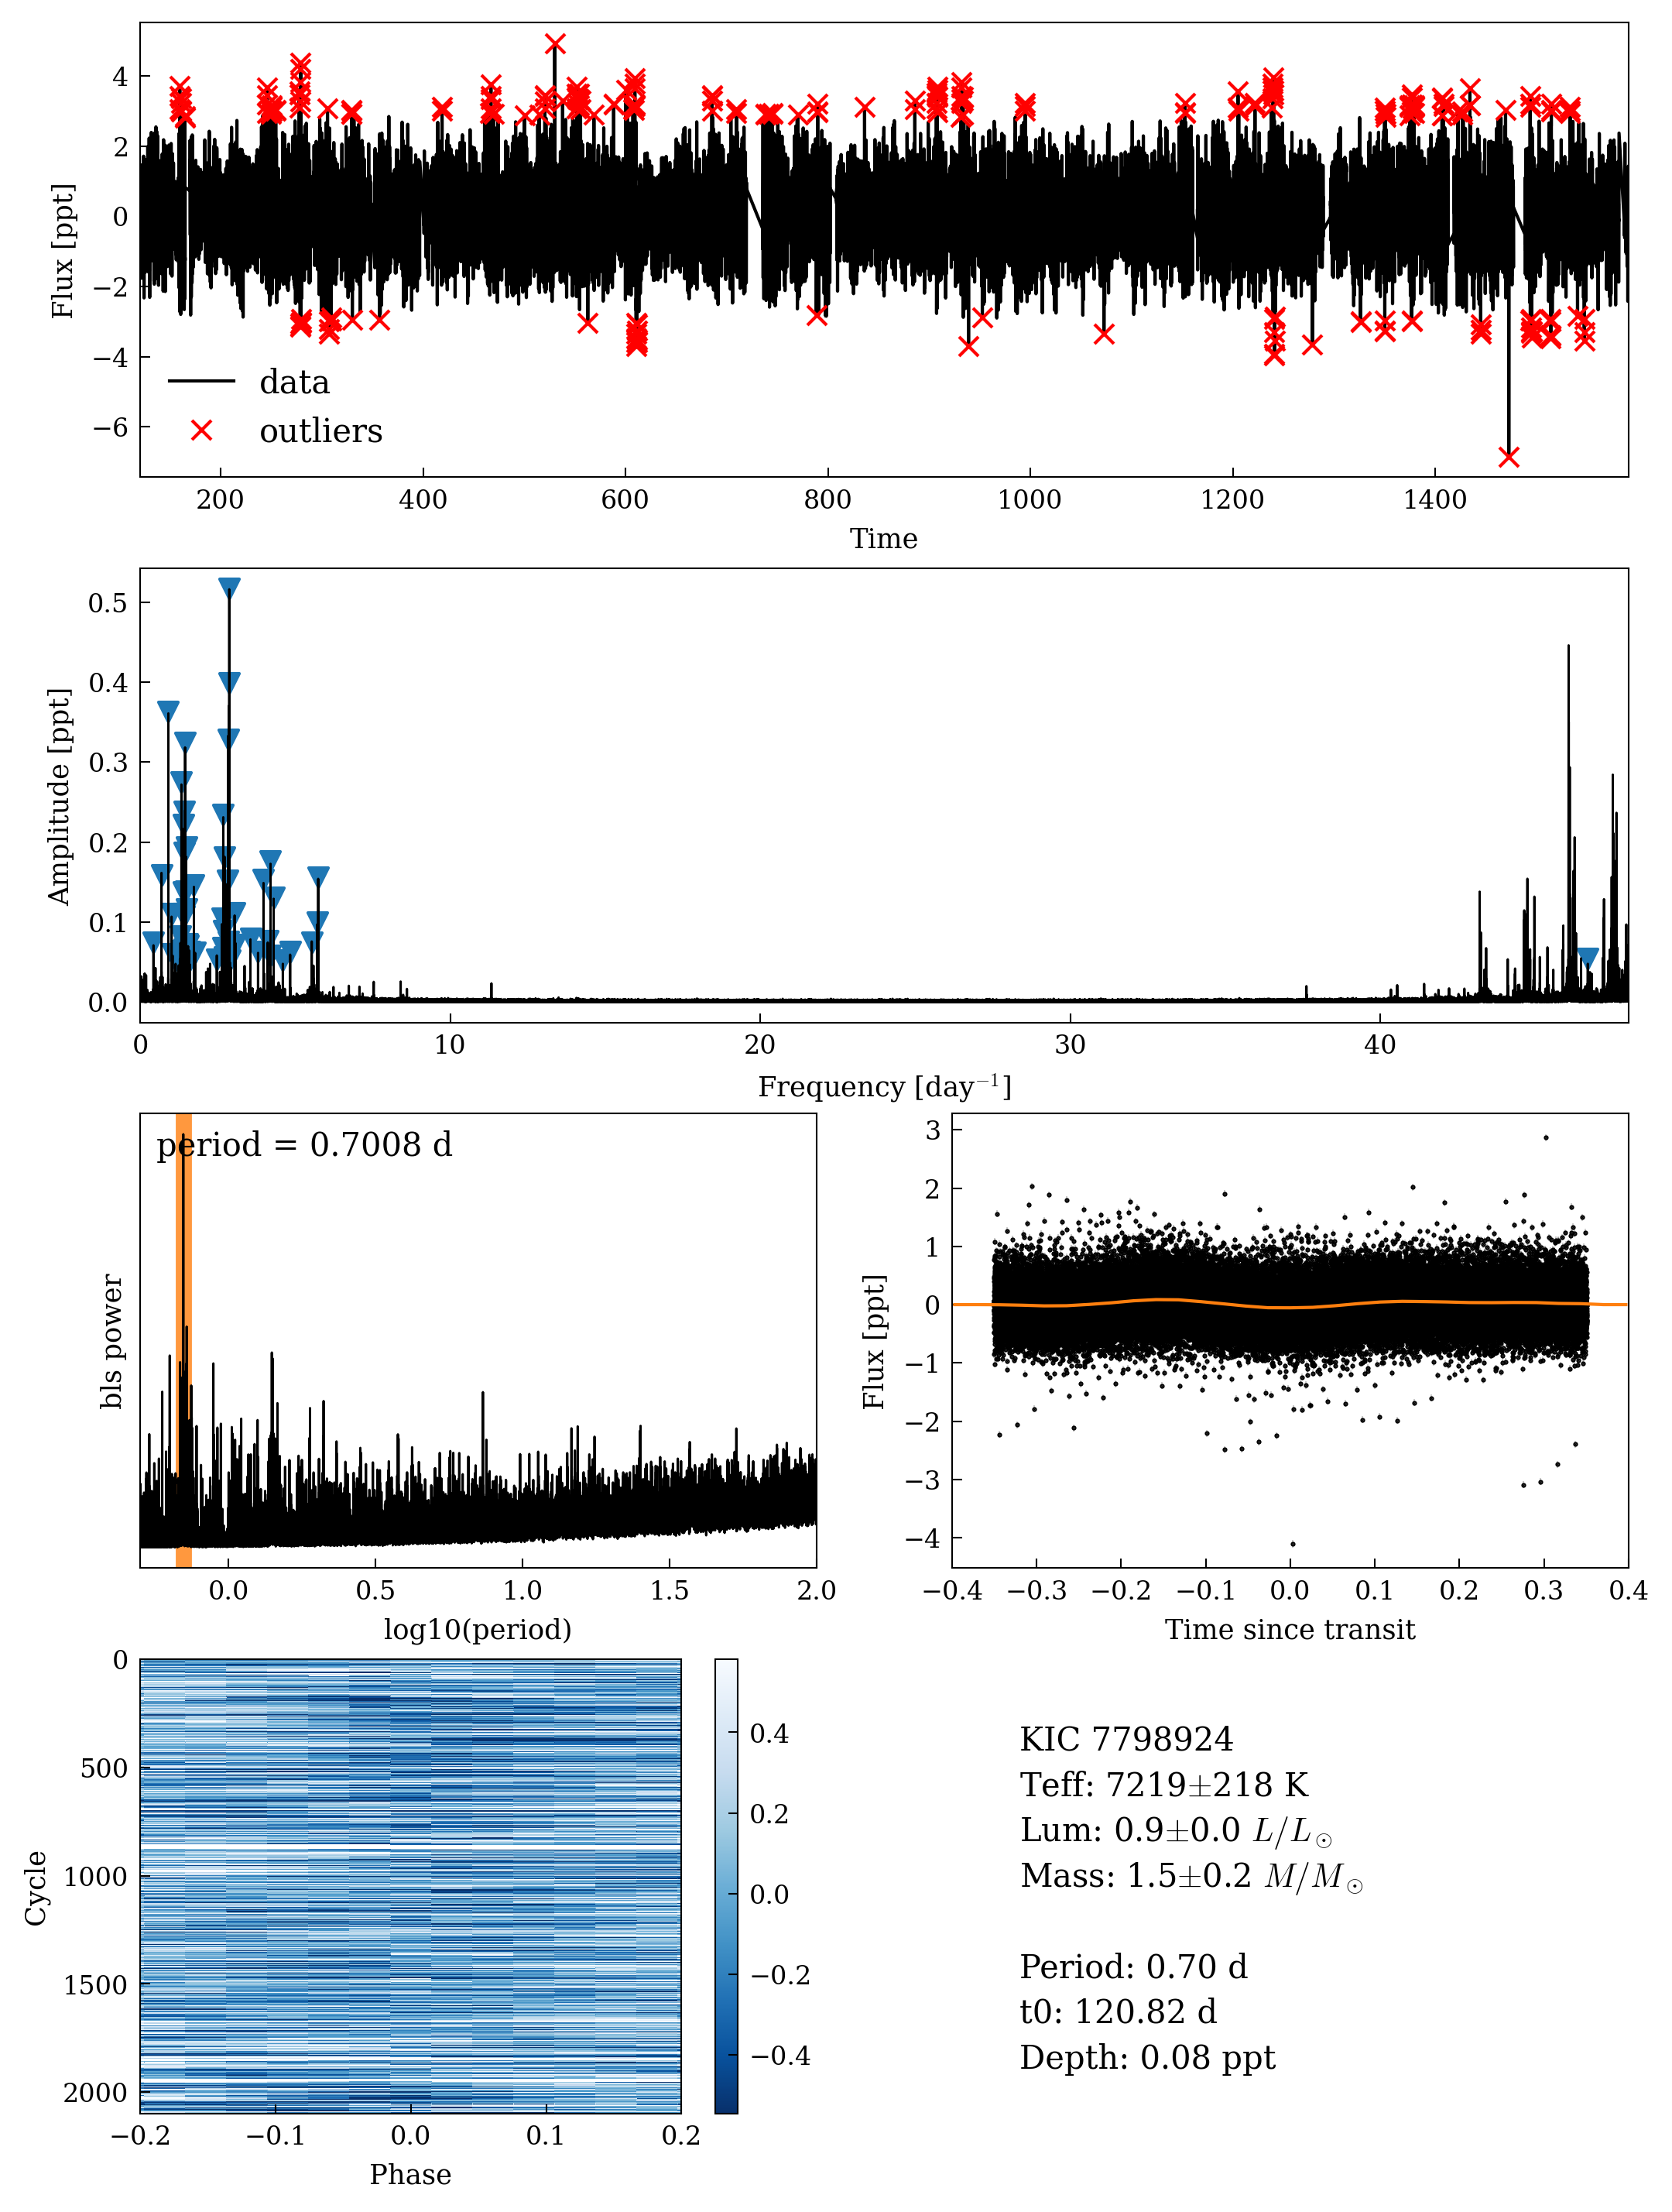 4
2
0
−2
−4
−6
Flux [ppt]
data
outliers
200 400 600 800 1000 1200 1400
Time
0.5
0.4
0.3
0.2
0.1
0.0
Amplitude [ppt]
0 10 20 30 40
Frequency [day⁻¹]
period = 0.7008 d
bls power
0.0 0.5 1.0 1.5 2.0
log10(period)
3
2
1
0
−1
−2
−3
−4
Flux [ppt]
−0.4 −0.3 −0.2 −0.1 0.0 0.1 0.2 0.3 0.4
Time since transit
0
500
1000
1500
2000
Cycle
−0.2 −0.1 0.0 0.1 0.2
Phase
0.4
0.2
0.0
−0.2
−0.4
KIC 7798924
Teff: 7219±218 K
Lum: 0.9±0.0 L/L☉
Mass: 1.5±0.2 M/M☉
Period: 0.70 d
t0: 120.82 d
Depth: 0.08 ppt